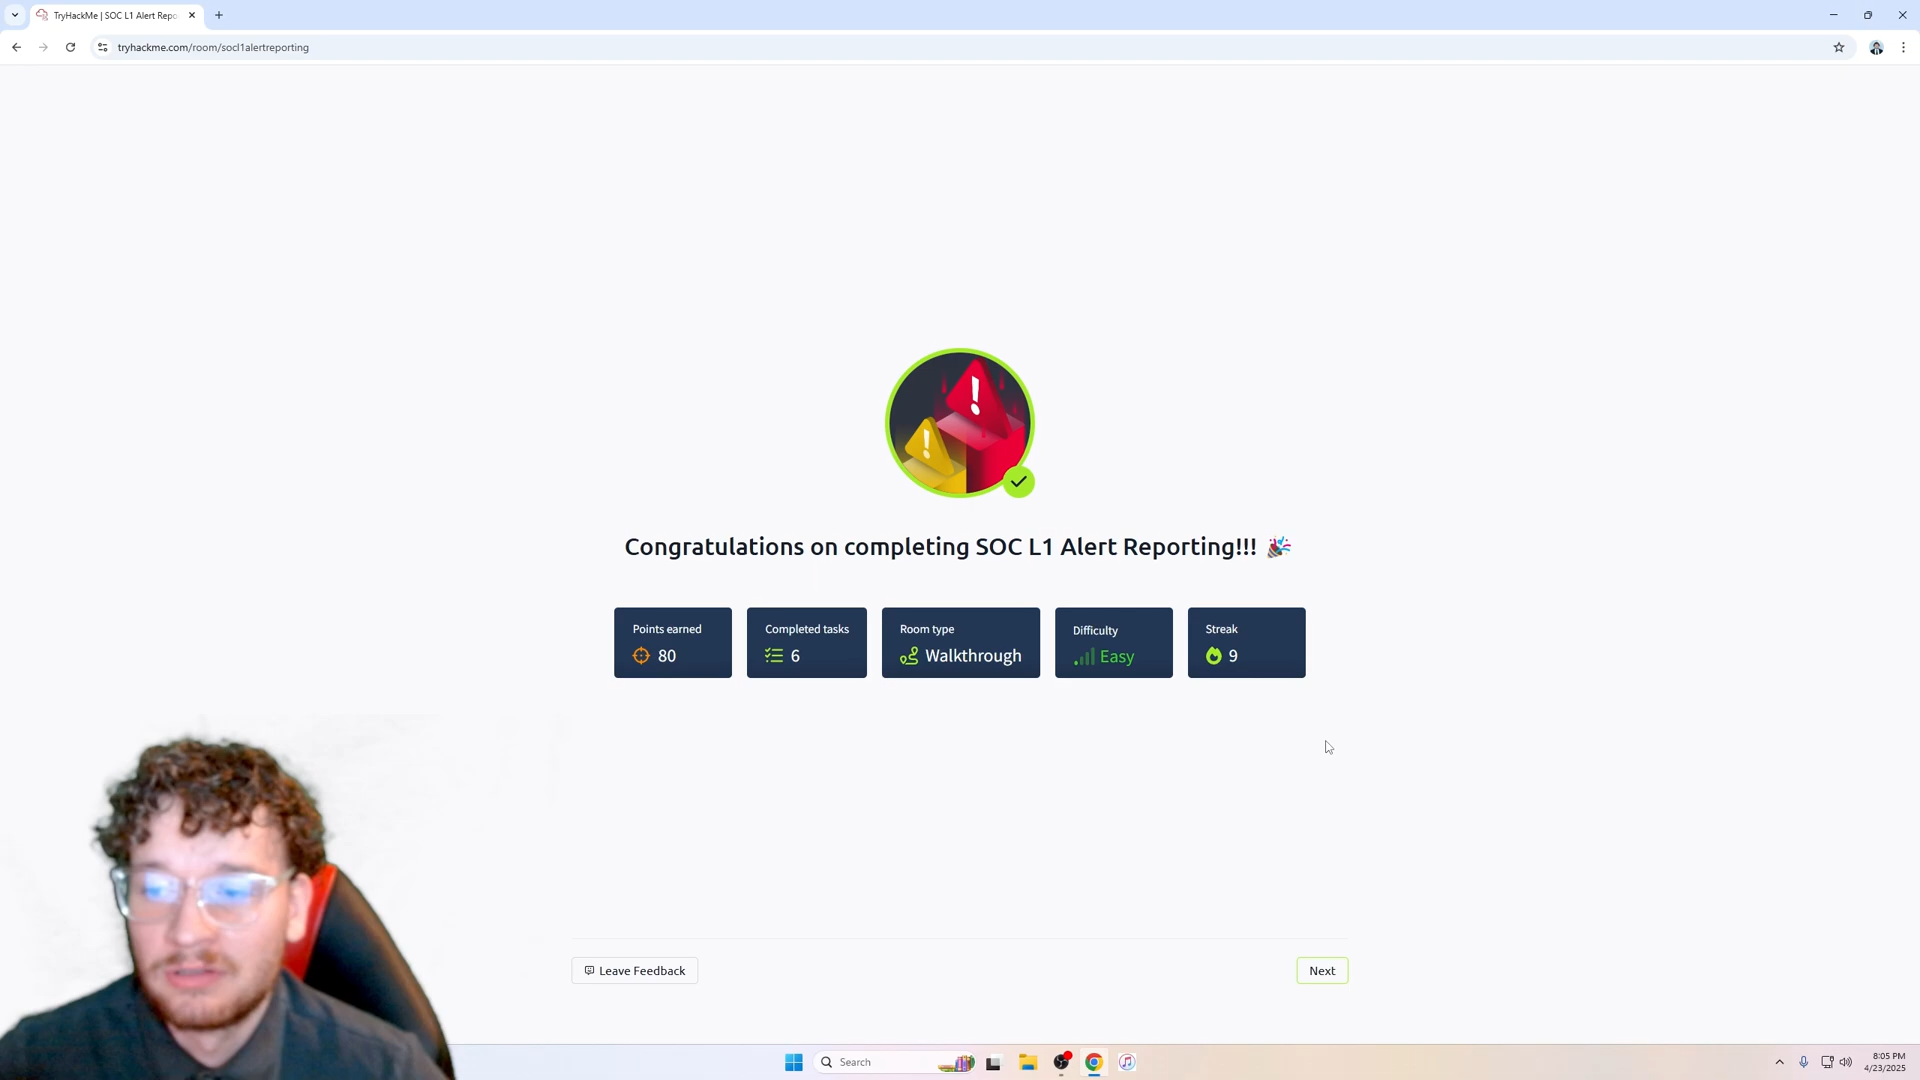 TryHackMe | SOC L1 Alert Repo
tryhackme.com/room/socl1alertreporting
Congratulations on completing SOC L1 Alert Reporting!!! 🎉
Points earned
80
Completed tasks
6
Room type
Walkthrough
Difficulty
Easy
Streak
9
Leave Feedback
Next
Search
8:05 PM
4/23/2025